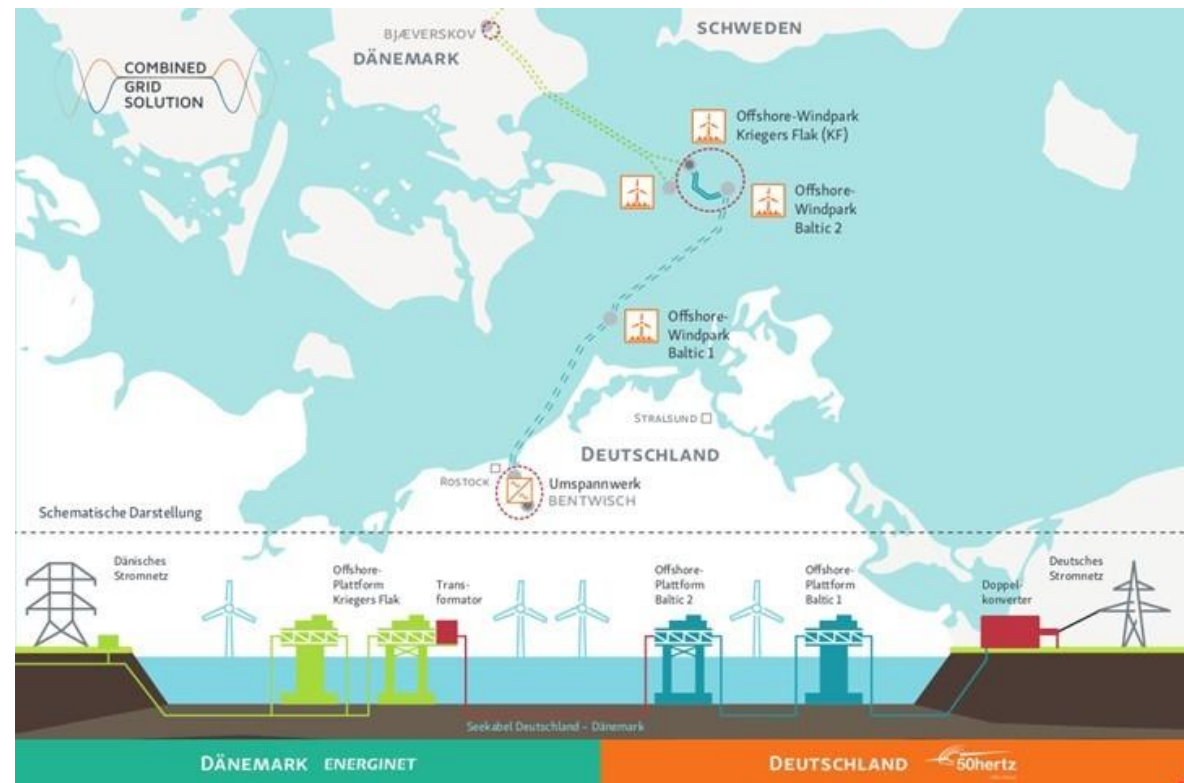 BJÆVERSKOV
DÄNEMARK
SCHWEDEN
COMBINED
GRID
SOLUTION
Offshore-Windpark
Kriegers Flak (KF)
Offshore-
Windpark
Baltic 2
Offshore-
Windpark
Baltic 1
STRALSUND
DEUTSCHLAND
ROSTOCK
Umspannwerk
BENTWISCH
Schematische Darstellung
Dänisches
Stromnetz
Offshore-
Plattform
Kriegers Flak
Trans-
formator
Offshore-
Plattform
Baltic 2
Offshore-
Plattform
Baltic 1
Doppel-
konverter
Deutsches
Stromnetz
Seekabel Deutschland – Dänemark
DÄNEMARK ENERGINET
DEUTSCHLAND 50hertz